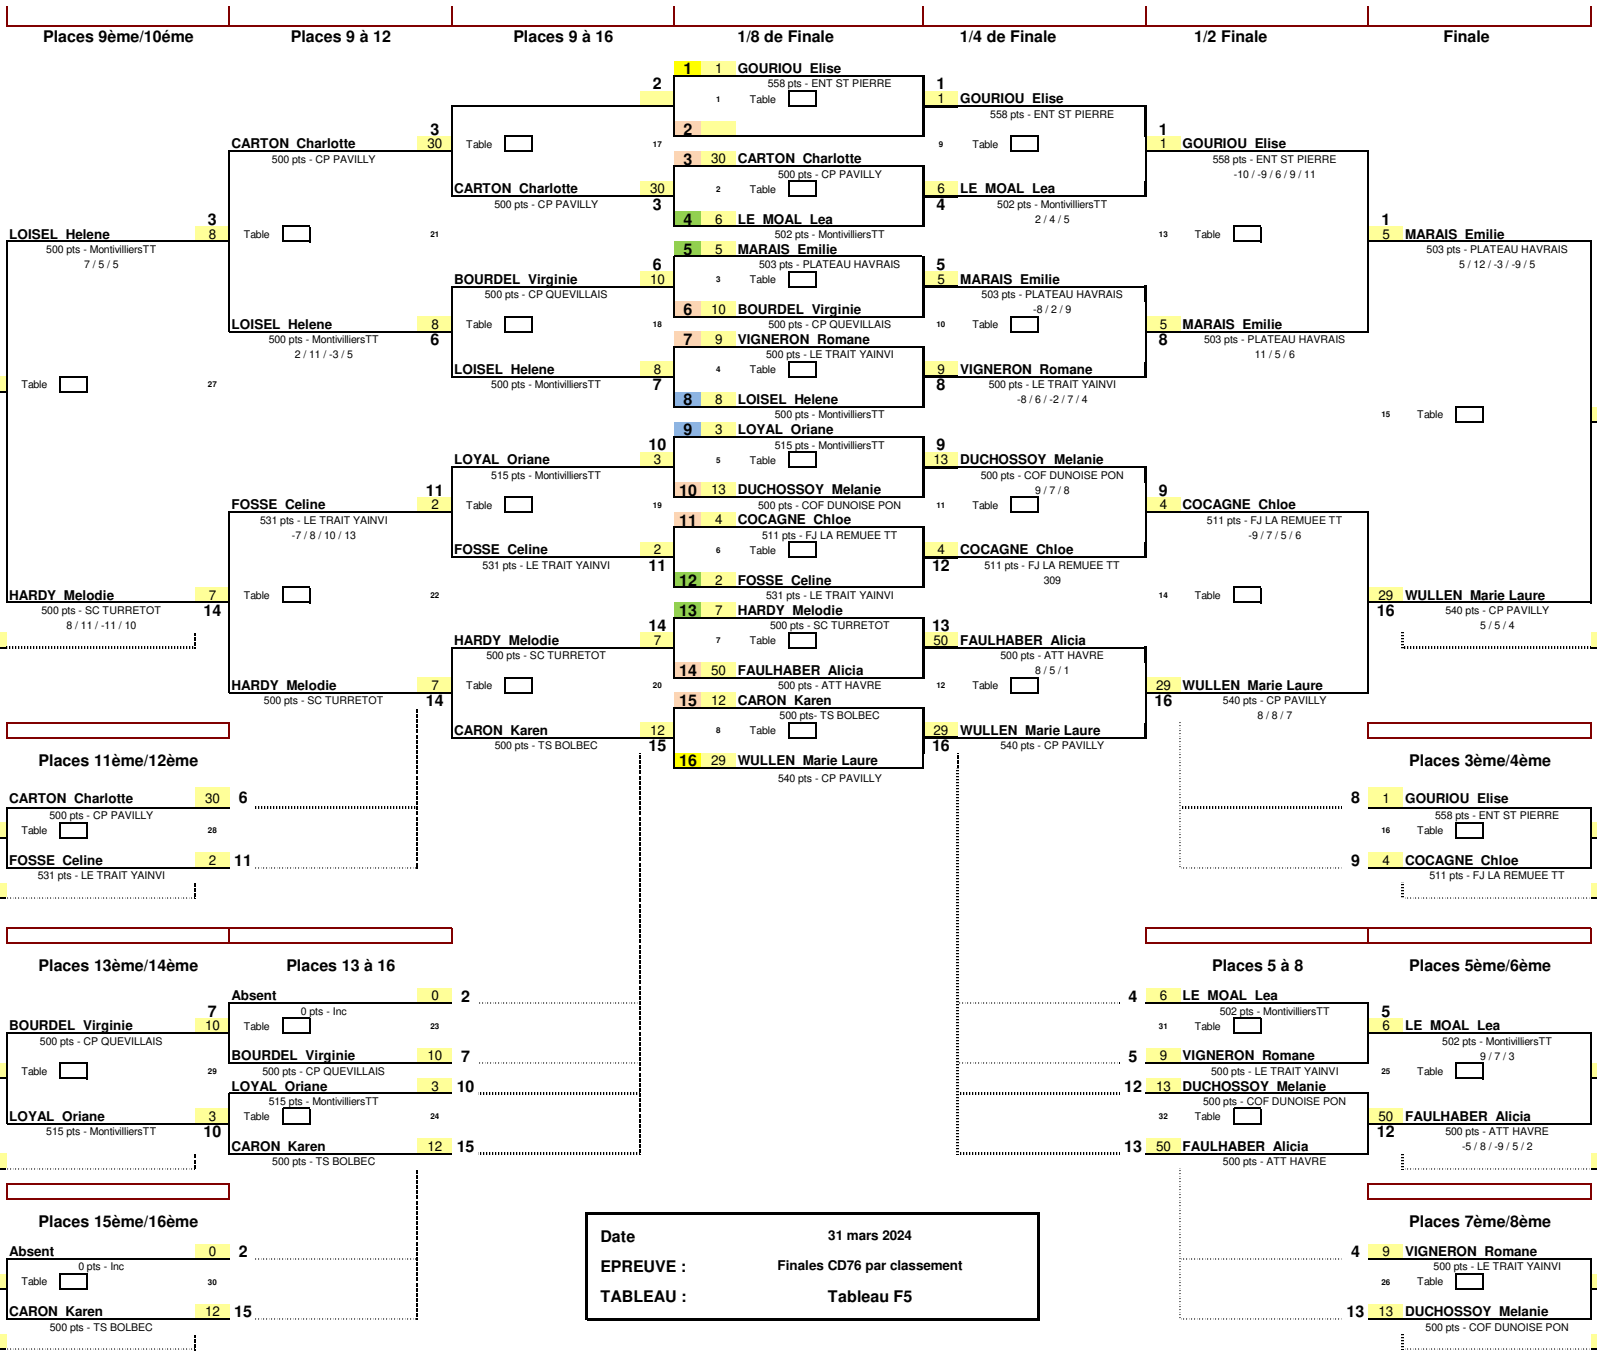 Places 9ème/10éme
Places 9 à 12
Places 9 à 16
1/8 de Finale
1/4 de Finale
1/2 Finale
Finale
1 1 GOURIOU Elise
558 pts - ENT ST PIERRE
1 Table
2
2
3 30 CARTON Charlotte
500 pts - CP PAVILLY
2 Table
4 6 LE MOAL Lea
502 pts - MontivilliersTT
5 5 MARAIS Emilie
503 pts - PLATEAU HAVRAIS
3 Table
6 10 BOURDEL Virginie
500 pts - CP QUEVILLAIS
7 9 VIGNERON Romane
500 pts - LE TRAIT YAINVI
4 Table
8 8 LOISEL Helene
500 pts - MontivilliersTT
9 3 LOYAL Oriane
515 pts - MontivilliersTT
5 Table
10 13 DUCHOSSOY Melanie
500 pts - COF DUNOISE PON
11 4 COCAGNE Chloe
511 pts - FJ LA REMUEE TT
6 Table
12 2 FOSSE Celine
531 pts - LE TRAIT YAINVI
13 7 HARDY Melodie
500 pts - SC TURRETOT
7 Table
14 50 FAULHABER Alicia
500 pts - ATT HAVRE
15 12 CARON Karen
500 pts- TS BOLBEC
8 Table
16 29 WULLEN Marie Laure
540 pts - CP PAVILLY
1
1 GOURIOU Elise
558 pts - ENT ST PIERRE
9 Table
6 LE MOAL Lea
4
502 pts - MontivilliersTT
2 / 4 / 5
5
5 MARAIS Emilie
503 pts - PLATEAU HAVRAIS
-8 / 2 / 9
10 Table
9 VIGNERON Romane
8
500 pts - LE TRAIT YAINVI
-8 / 6 / -2 / 7 / 4
9
13 DUCHOSSOY Melanie
500 pts - COF DUNOISE PON
9 / 7 / 8
11 Table
4 COCAGNE Chloe
12
511 pts - FJ LA REMUEE TT
309
13
50 FAULHABER Alicia
500 pts - ATT HAVRE
8 / 5 / 1
12 Table
29 WULLEN Marie Laure
16
540 pts - CP PAVILLY
1
1 GOURIOU Elise
558 pts - ENT ST PIERRE
-10 / -9 / 6 / 9 / 11
13 Table
5 MARAIS Emilie
8
503 pts - PLATEAU HAVRAIS
11 / 5 / 6
9
4 COCAGNE Chloe
511 pts - FJ LA REMUEE TT
-9 / 7 / 5 / 6
14 Table
29 WULLEN Marie Laure
16
540 pts - CP PAVILLY
8 / 8 / 7
1
5 MARAIS Emilie
503 pts - PLATEAU HAVRAIS
5 / 12 / -3 / -9 / 5
15 Table
29 WULLEN Marie Laure
16
540 pts - CP PAVILLY
5 / 5 / 4
Table 17
CARTON Charlotte 30
500 pts - CP PAVILLY
3
6
BOURDEL Virginie 10
500 pts - CP QUEVILLAIS
Table 18
LOISEL Helene 8
500 pts - MontivilliersTT
7
10
LOYAL Oriane 3
515 pts - MontivilliersTT
Table 19
FOSSE Celine 2
531 pts - LE TRAIT YAINVI
11
14
HARDY Melodie 7
500 pts - SC TURRETOT
Table 20
CARON Karen 12
500 pts - TS BOLBEC
15
3
CARTON Charlotte 30
500 pts - CP PAVILLY
Table 21
LOISEL Helene 8
500 pts - MontivilliersTT
6
2 / 11 / -3 / 5
11
FOSSE Celine 2
531 pts - LE TRAIT YAINVI
-7 / 8 / 10 / 13
Table 22
HARDY Melodie 7
500 pts - SC TURRETOT
14
3
LOISEL Helene 8
500 pts - MontivilliersTT
7 / 5 / 5
Table 27
HARDY Melodie 7
500 pts - SC TURRETOT
14
8 / 11 / -11 / 10
Places 11ème/12ème
CARTON Charlotte 30 6
500 pts - CP PAVILLY
Table 28
FOSSE Celine 2 11
531 pts - LE TRAIT YAINVI
Places 3ème/4ème
8 1 GOURIOU Elise
558 pts - ENT ST PIERRE
16 Table
9 4 COCAGNE Chloe
511 pts - FJ LA REMUEE TT
Places 13ème/14ème
Places 13 à 16
Absent 0 2
0 pts - Inc
Table 23
BOURDEL Virginie 10 7
500 pts - CP QUEVILLAIS
LOYAL Oriane 3 10
515 pts - MontivilliersTT
Table 24
CARON Karen 12 15
500 pts - TS BOLBEC
7
BOURDEL Virginie 10
500 pts - CP QUEVILLAIS
Table 29
LOYAL Oriane 3
515 pts - MontivilliersTT
10
Places 5 à 8
Places 5ème/6ème
4 6 LE MOAL Lea
502 pts - MontivilliersTT
31 Table
5 9 VIGNERON Romane
500 pts - LE TRAIT YAINVI
12 13 DUCHOSSOY Melanie
500 pts - COF DUNOISE PON
32 Table
13 50 FAULHABER Alicia
500 pts - ATT HAVRE
5
6 LE MOAL Lea
502 pts - MontivilliersTT
9 / 7 / 3
25 Table
50 FAULHABER Alicia
12
500 pts - ATT HAVRE
-5 / 8 / -9 / 5 / 2
Places 15ème/16ème
Absent 0 2
0 pts - Inc
Table 30
CARON Karen 12 15
500 pts - TS BOLBEC
Date 31 mars 2024
EPREUVE : Finales CD76 par classement
TABLEAU : Tableau F5
Places 7ème/8ème
4 9 VIGNERON Romane
500 pts - LE TRAIT YAINVI
26 Table
13 13 DUCHOSSOY Melanie
500 pts - COF DUNOISE PON